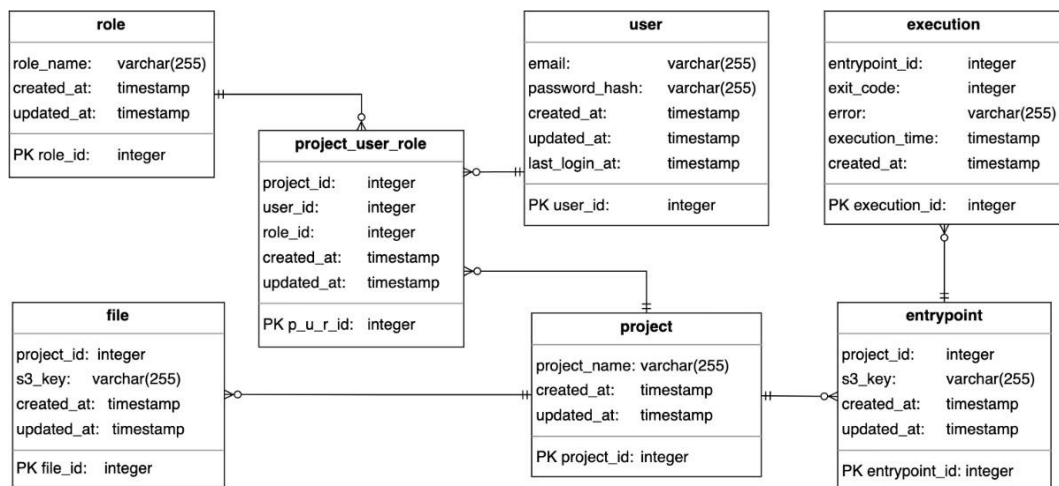 role
role_name: varchar(255)
created_at: timestamp
updated_at: timestamp
PK role_id: integer
user
email: varchar(255)
password_hash: varchar(255)
created_at: timestamp
updated_at: timestamp
last_login_at: timestamp
PK user_id: integer
execution
entrypoint_id: integer
exit_code: integer
error: varchar(255)
execution_time: timestamp
created_at: timestamp
PK execution_id: integer
project_user_role
project_id: integer
user_id: integer
role_id: integer
created_at: timestamp
updated_at: timestamp
PK p_u_r_id: integer
file
project_id: integer
s3_key: varchar(255)
created_at: timestamp
updated_at: timestamp
PK file_id: integer
project
project_name: varchar(255)
created_at: timestamp
updated_at: timestamp
PK project_id: integer
entrypoint
project_id: integer
s3_key: varchar(255)
created_at: timestamp
updated_at: timestamp
PK entrypoint_id: integer